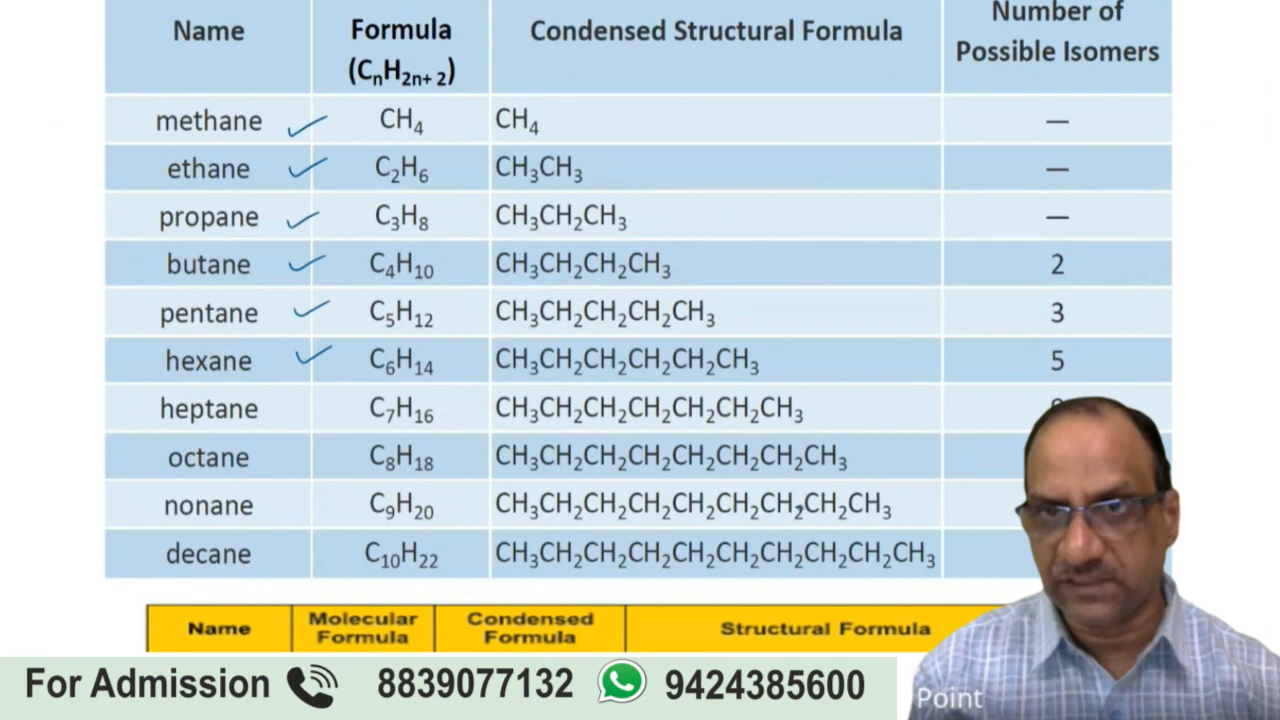 Name Formula (CₙH₂ₙ₊ ₂) Condensed Structural Formula Number of Possible Isomers
methane CH₄ CH₄ —
ethane C₂H₆ CH₃CH₃ —
propane C₃H₈ CH₃CH₂CH₃ —
butane C₄H₁₀ CH₃CH₂CH₂CH₃ 2
pentane C₅H₁₂ CH₃CH₂CH₂CH₂CH₃ 3
hexane C₆H₁₄ CH₃CH₂CH₂CH₂CH₂CH₃ 5
heptane C₇H₁₆ CH₃CH₂CH₂CH₂CH₂CH₂CH₃
octane C₈H₁₈ CH₃CH₂CH₂CH₂CH₂CH₂CH₂CH₃
nonane C₉H₂₀ CH₃CH₂CH₂CH₂CH₂CH₂CH₂CH₂CH₃
decane C₁₀H₂₂ CH₃CH₂CH₂CH₂CH₂CH₂CH₂CH₂CH₂CH₃
Name Molecular Formula Condensed Formula Structural Formula
For Admission 8839077132 9424385600
Point